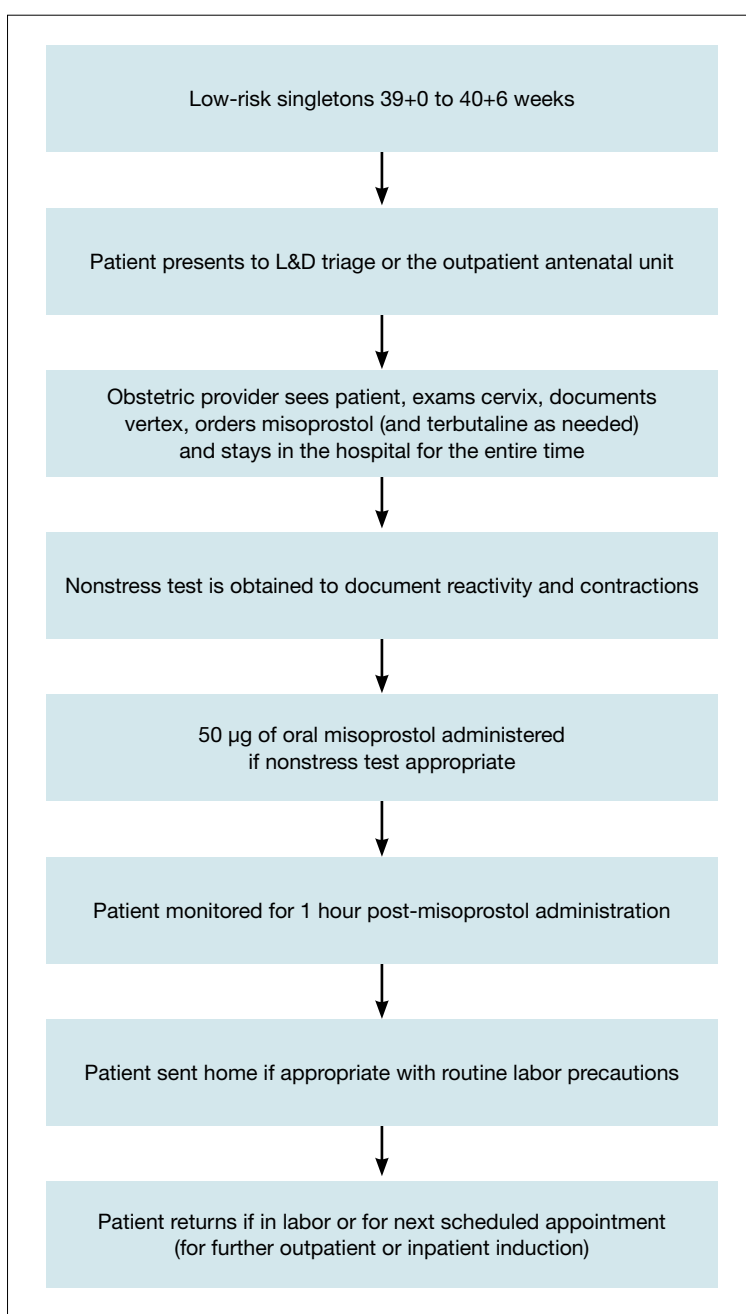 Low-risk singletons 39+0 to 40+6 weeks
Patient presents to L&D triage or the outpatient antenatal unit
Obstetric provider sees patient, exams cervix, documents
vertex, orders misoprostol (and terbutaline as needed)
and stays in the hospital for the entire time
Nonstress test is obtained to document reactivity and contractions
50 µg of oral misoprostol administered
if nonstress test appropriate
Patient monitored for 1 hour post-misoprostol administration
Patient sent home if appropriate with routine labor precautions
Patient returns if in labor or for next scheduled appointment
(for further outpatient or inpatient induction)